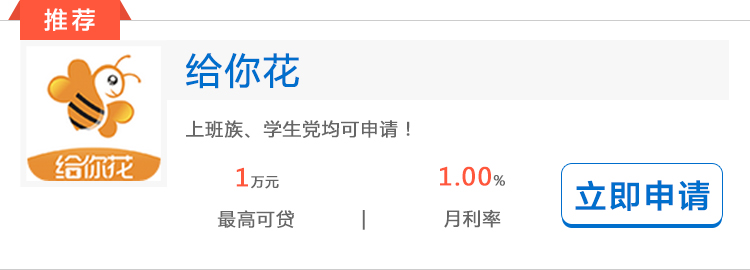 推荐
给你花
给你花
上班族、学生党均可申请！
1万元
1.00%
最高可贷 | 月利率
立即申请